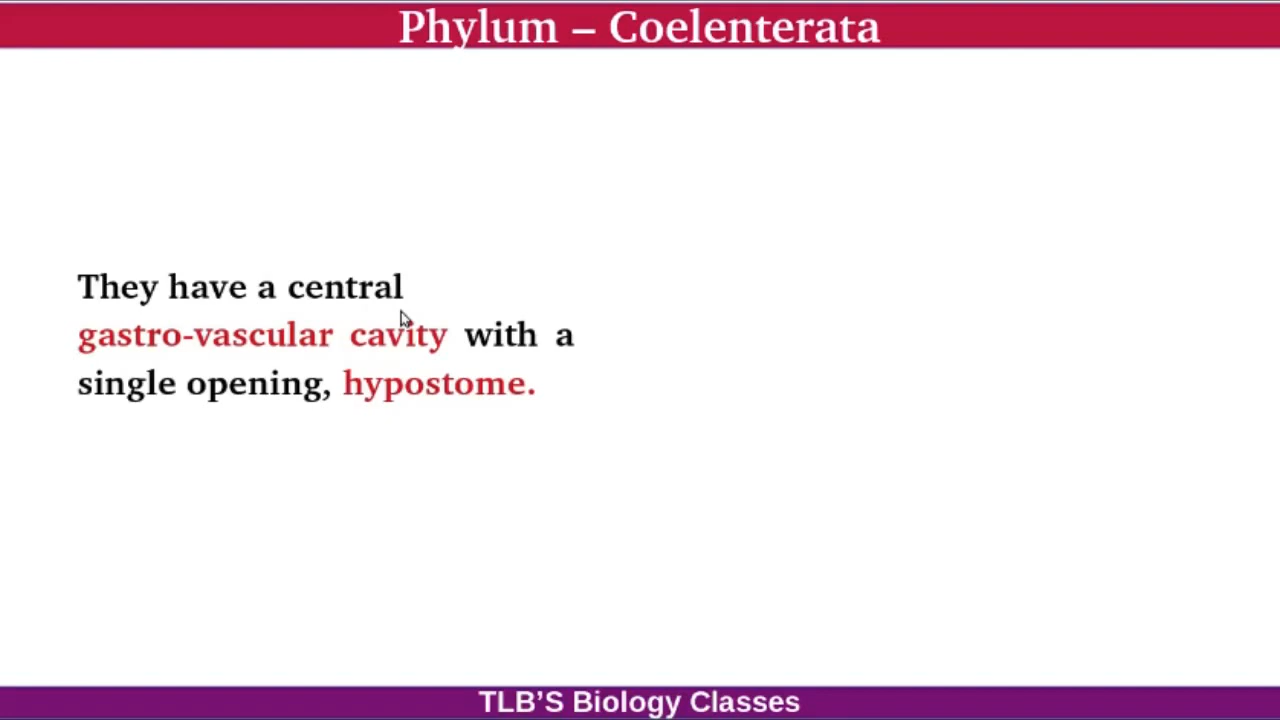 Phylum – Coelenterata
They have a central
gastro-vascular cavity with a
single opening, hypostome.
TLB’S Biology Classes